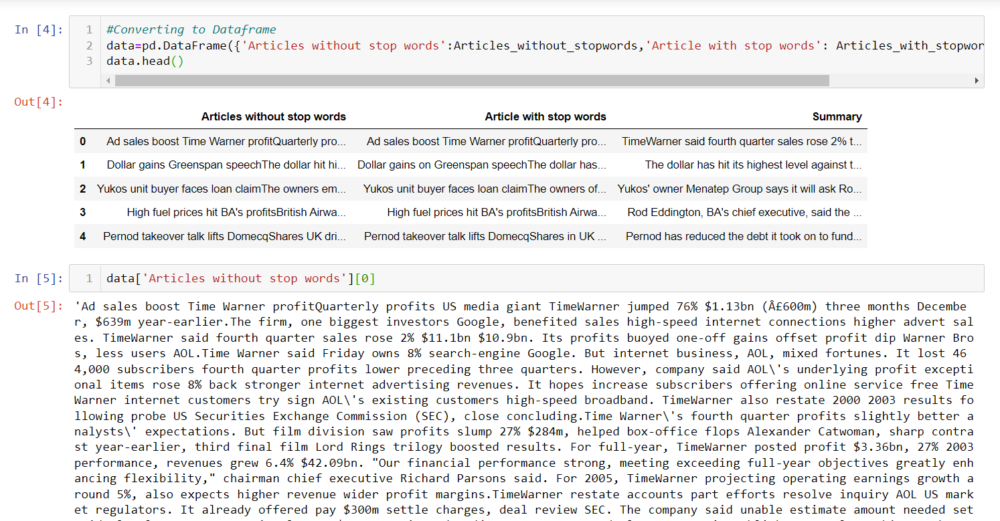 In [4]:
1 #Converting to Dataframe
2 data=pd.DataFrame({'Articles without stop words':Articles_without_stopwords,'Article with stop words': Articles_with_stopwor
3 data.head()
Out[4]:
Articles without stop words Article with stop words Summary
0 Ad sales boost Time Warner profitQuarterly pro... Ad sales boost Time Warner profitQuarterly pro... TimeWarner said fourth quarter sales rose 2% t...
1 Dollar gains Greenspan speechThe dollar hit hi... Dollar gains on Greenspan speechThe dollar has... The dollar has hit its highest level against t...
2 Yukos unit buyer faces loan claimThe owners em... Yukos unit buyer faces loan claimThe owners of... Yukos' owner Menatep Group says it will ask Ro...
3 High fuel prices hit BA's profitsBritish Airwa... High fuel prices hit BA's profitsBritish Airwa... Rod Eddington, BA's chief executive, said the ...
4 Pernod takeover talk lifts DomecqShares UK dri... Pernod takeover talk lifts DomecqShares in UK ... Pernod has reduced the debt it took on to fund...
In [5]:
1 data['Articles without stop words'][0]
Out[5]:
'Ad sales boost Time Warner profitQuarterly profits US media giant TimeWarner jumped 76% $1.13bn (Â£600m) three months Decembe
r, $639m year-earlier.The firm, one biggest investors Google, benefited sales high-speed internet connections higher advert sal
es. TimeWarner said fourth quarter sales rose 2% $11.1bn $10.9bn. Its profits buoyed one-off gains offset profit dip Warner Bro
s, less users AOL.Time Warner said Friday owns 8% search-engine Google. But internet business, AOL, mixed fortunes. It lost 46
4,000 subscribers fourth quarter profits lower preceding three quarters. However, company said AOL\'s underlying profit excepti
onal items rose 8% back stronger internet advertising revenues. It hopes increase subscribers offering online service free Time
Warner internet customers try sign AOL\'s existing customers high-speed broadband. TimeWarner also restate 2000 2003 results fo
llowing probe US Securities Exchange Commission (SEC), close concluding.Time Warner\'s fourth quarter profits slightly better a
nalysts\' expectations. But film division saw profits slump 27% $284m, helped box-office flops Alexander Catwoman, sharp contra
st year-earlier, third final film Lord Rings trilogy boosted results. For full-year, TimeWarner posted profit $3.36bn, 27% 2003
performance, revenues grew 6.4% $42.09bn. "Our financial performance strong, meeting exceeding full-year objectives greatly enh
ancing flexibility," chairman chief executive Richard Parsons said. For 2005, TimeWarner projecting operating earnings growth a
round 5%, also expects higher revenue wider profit margins.TimeWarner restate accounts part efforts resolve inquiry AOL US mark
et regulators. It already offered pay $300m settle charges, deal review SEC. The company said unable estimate amount needed set